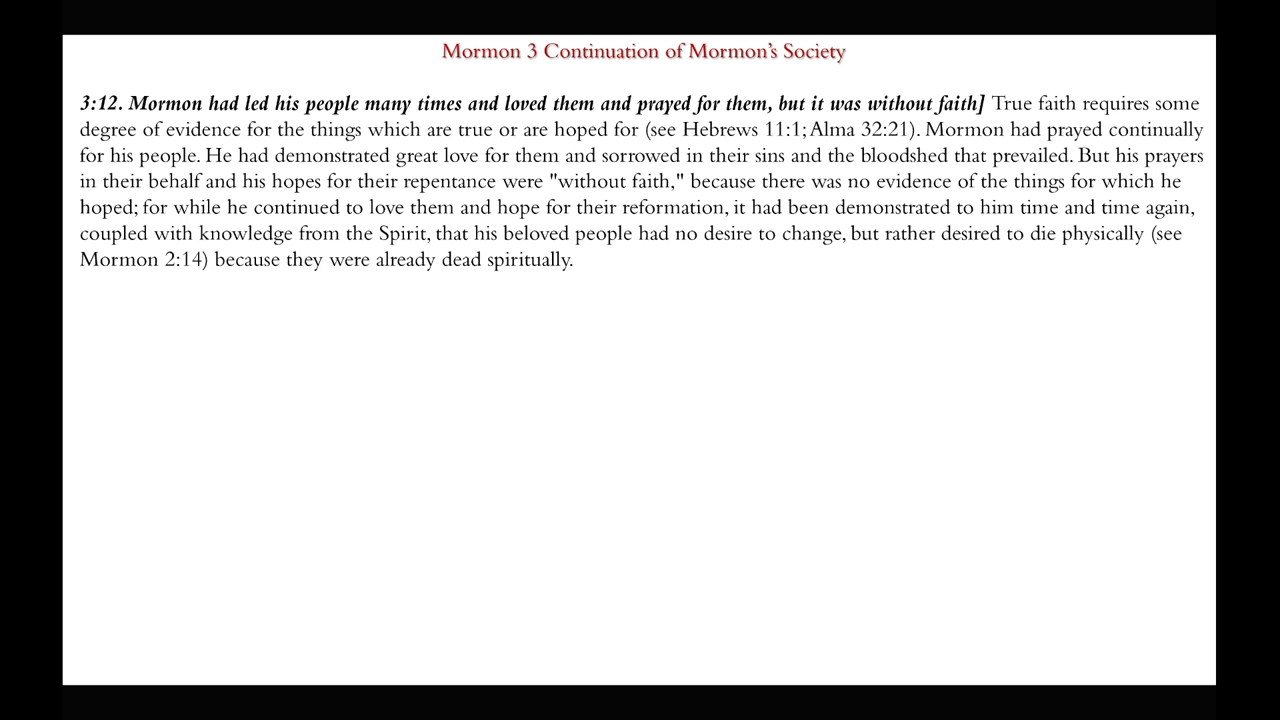 Mormon 3 Continuation of Mormon's Society
3:12. Mormon had led his people many times and loved them and prayed for them, but it was without faith] True faith requires some
degree of evidence for the things which are true or are hoped for (see Hebrews 11:1; Alma 32:21). Mormon had prayed continually
for his people. He had demonstrated great love for them and sorrowed in their sins and the bloodshed that prevailed. But his prayers
in their behalf and his hopes for their repentance were "without faith," because there was no evidence of the things for which he
hoped; for while he continued to love them and hope for their reformation, it had been demonstrated to him time and time again,
coupled with knowledge from the Spirit, that his beloved people had no desire to change, but rather desired to die physically (see
Mormon 2:14) because they were already dead spiritually.